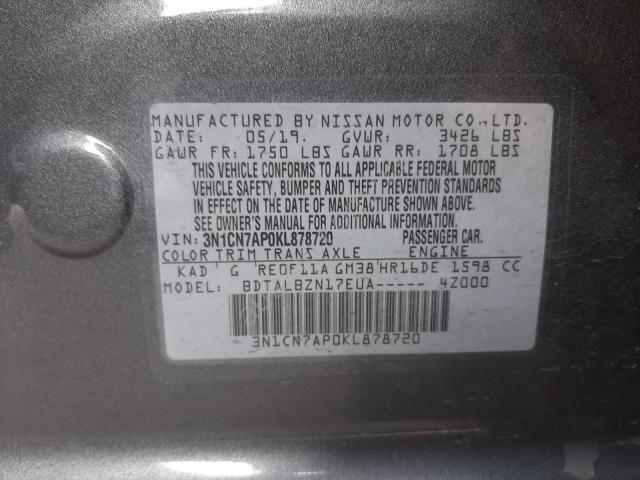 MANUFACTURED BY NISSAN MOTOR CO., LTD.
DATE: 05/19. GVWR: 3426 LBS
GAWR FR: 1750 LBS GAWR RR: 1708 LBS
THIS VEHICLE CONFORMS TO ALL APPLICABLE FEDERAL MOTOR
VEHICLE SAFETY, BUMPER AND THEFT PREVENTION STANDARDS
IN EFFECT ON THE DATE OF MANUFACTURE SHOWN ABOVE.
SEE OWNER'S MANUAL FOR ADDITIONAL INFORMATION.
VIN: 3N1CN7AP0KL878720 PASSENGER CAR.
COLOR TRIM TRANS AXLE ENGINE
KAD G RE0F11A GM38 HR16DE 1598 CC
MODEL: BDTALBZN17EUA----- 4Z000
3N1CN7AP0KL878720